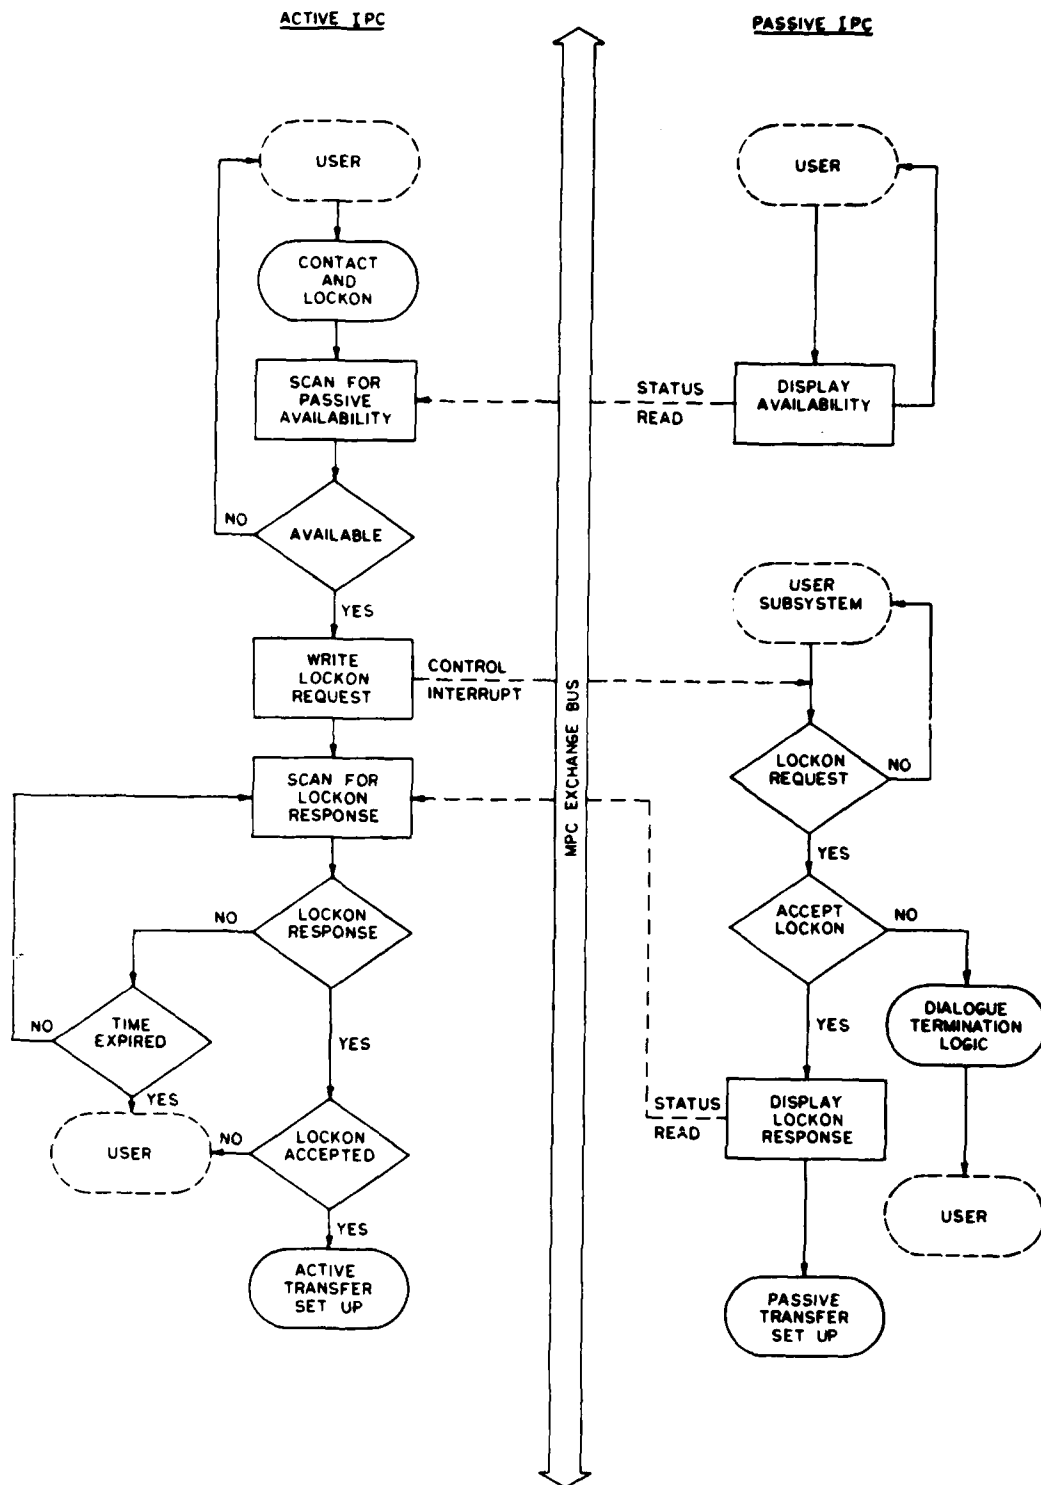 ACTIVE IPC
PASSIVE IPC
USER
USER
CONTACT
AND
LOCKON
SCAN FOR
PASSIVE
AVAILABILITY
STATUS
READ
DISPLAY
AVAILABILITY
NO
AVAILABLE
YES
USER
SUBSYSTEM
WRITE
LOCKON
REQUEST
CONTROL
INTERRUPT
MPC EXCHANGE BUS
LOCKON
REQUEST
NO
SCAN FOR
LOCKON
RESPONSE
YES
NO
LOCKON
RESPONSE
ACCEPT
LOCKON
NO
NO
TIME
EXPIRED
YES
YES
DIALOGUE
TERMINATION
LOGIC
YES
STATUS
READ
DISPLAY
LOCKON
RESPONSE
USER
NO
LOCKON
ACCEPTED
YES
USER
ACTIVE
TRANSFER
SET UP
PASSIVE
TRANSFER
SET UP